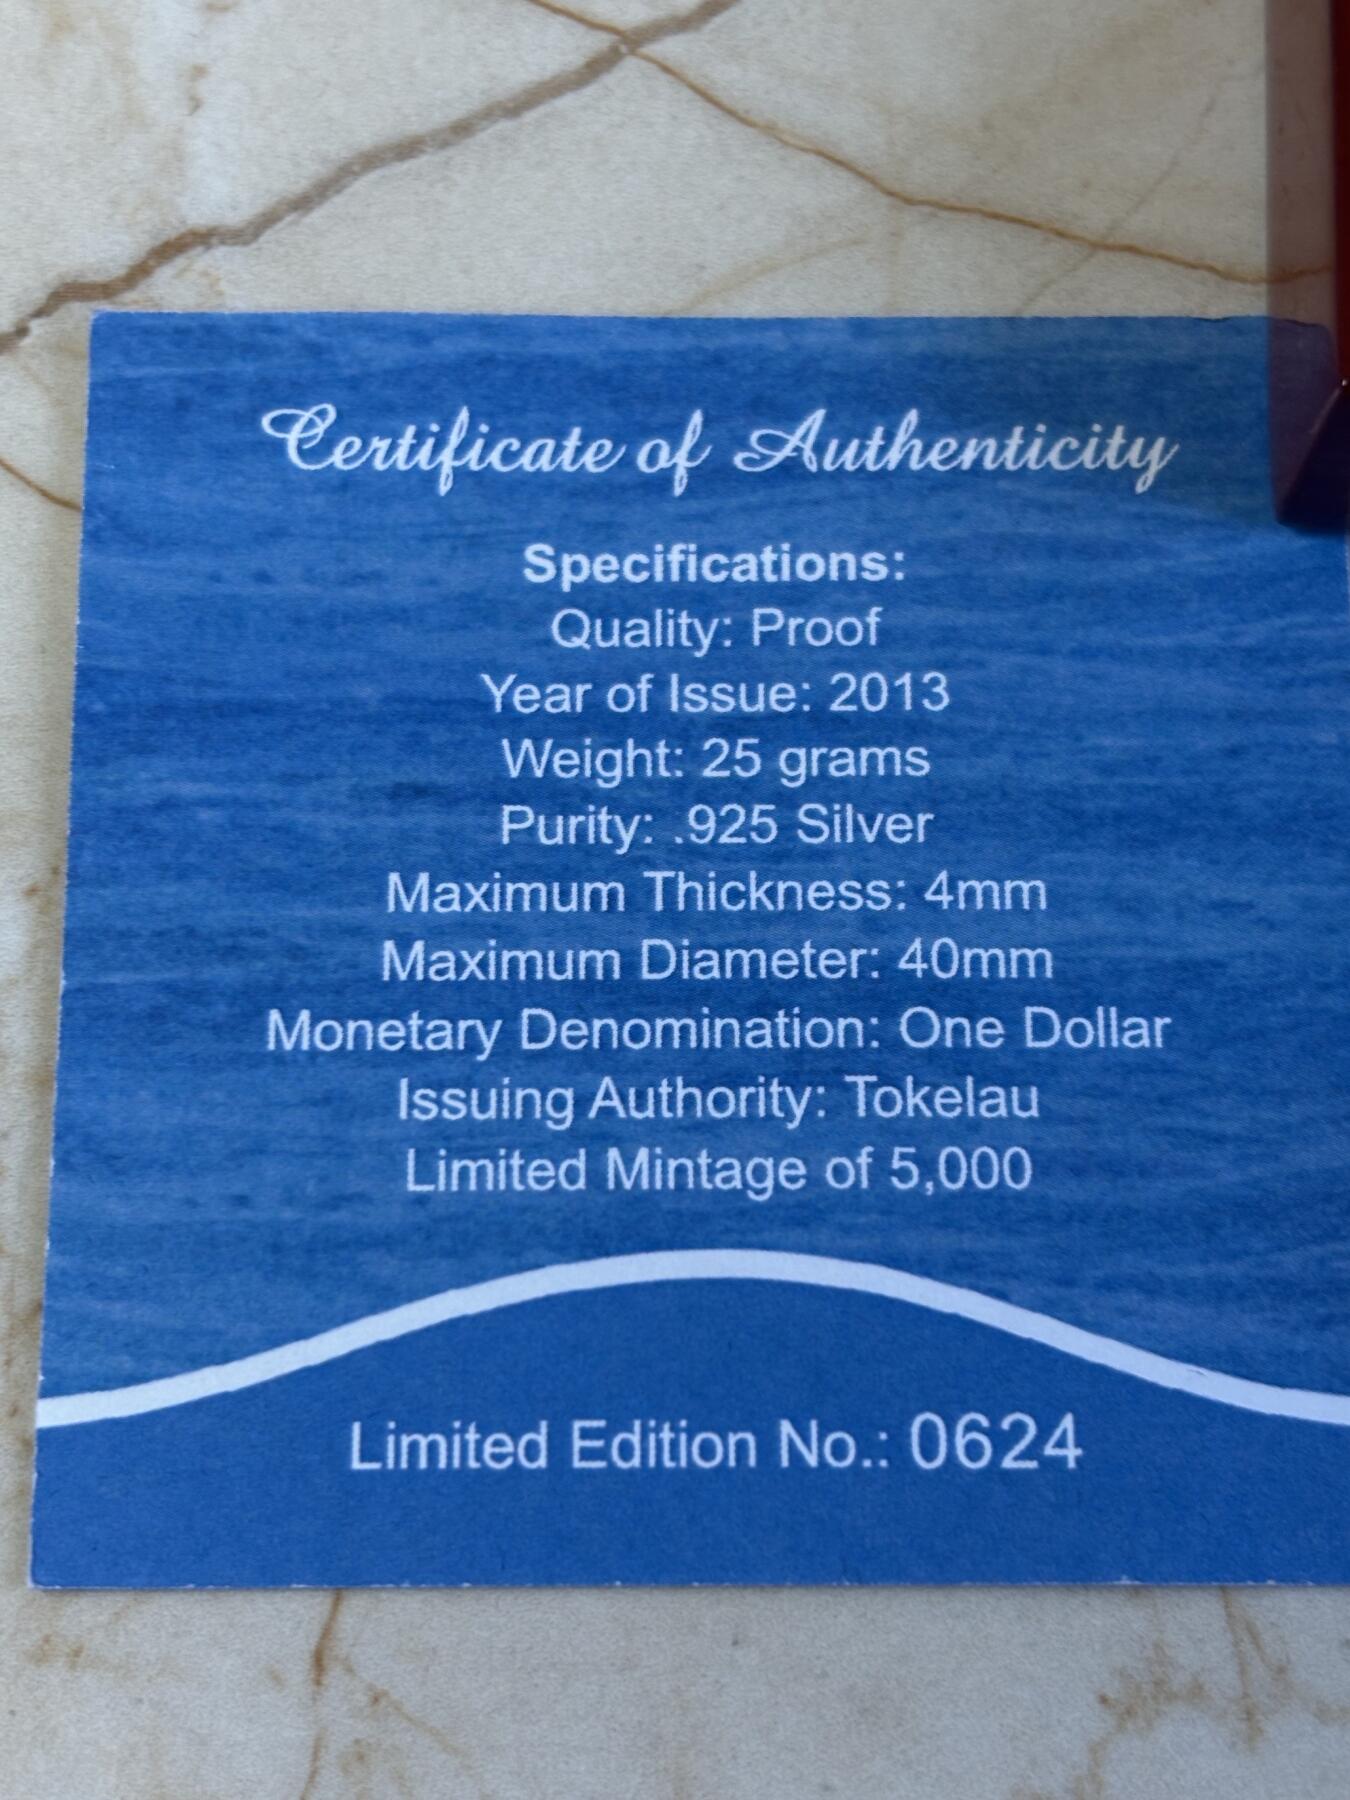 Certificate of Authenticity
Specifications:
Quality: Proof
Year of Issue: 2013
Weight: 25 grams
Purity: .925 Silver
Maximum Thickness: 4mm
Maximum Diameter: 40mm
Monetary Denomination: One Dollar
Issuing Authority: Tokelau
Limited Mintage of 5,000
Limited Edition No.: 0624